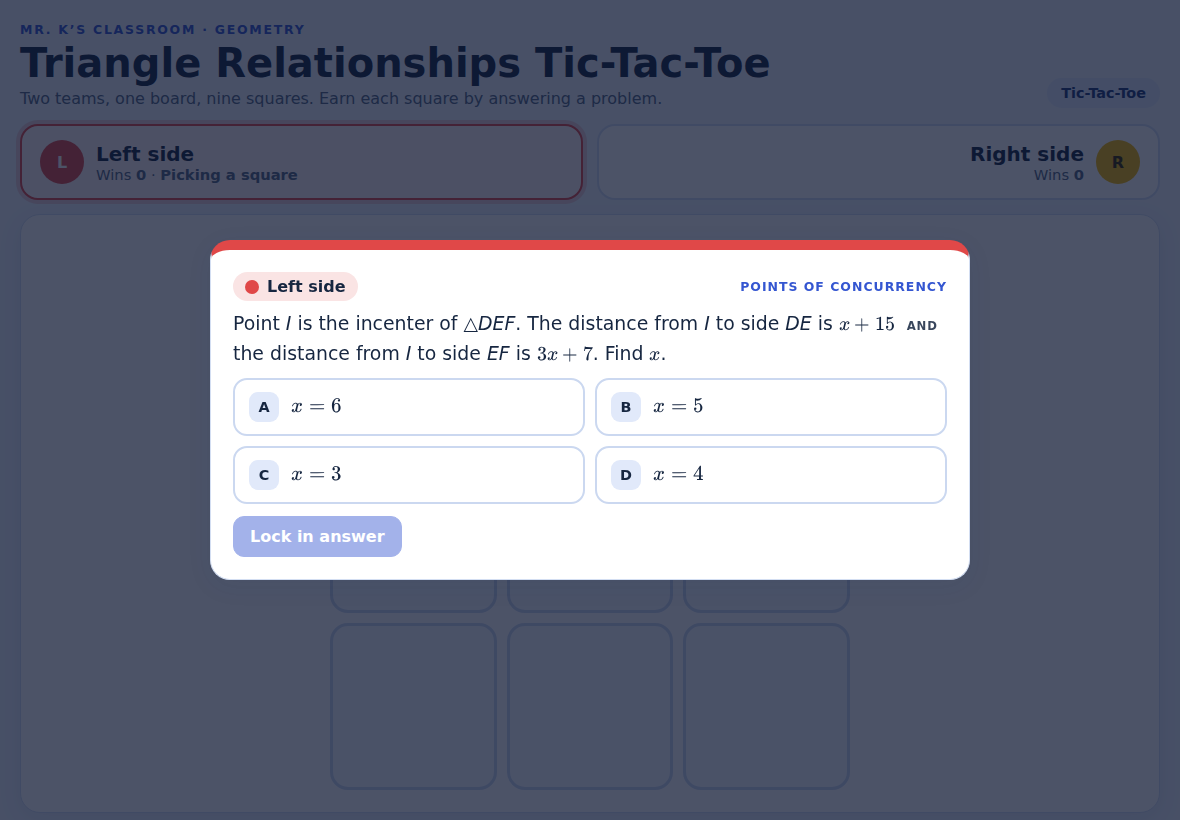 MR. K'S CLASSROOM · GEOMETRY
Triangle Relationships Tic-Tac-Toe
Two teams, one board, nine squares. Earn each square by answering a problem.
Tic-Tac-Toe
L
Left side
Wins 0 · Picking a square
Right side
Wins 0
R
Left side
POINTS OF CONCURRENCY
Point I is the incenter of △DEF. The distance from I to side DE is x + 15 AND
the distance from I to side EF is 3x + 7. Find x.
A x = 6
B x = 5
C x = 3
D x = 4
Lock in answer